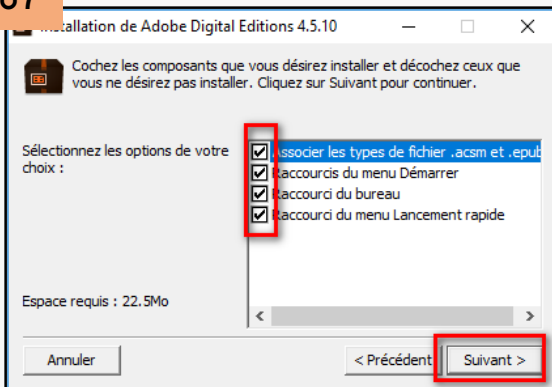 Installation de Adobe Digital Editions 4.5.10
Cochez les composants que vous désirez installer et décochez ceux que
vous ne désirez pas installer. Cliquez sur Suivant pour continuer.
Sélectionnez les options de votre
choix :
Associer les types de fichier .acsm et .epub
Raccourcis du menu Démarrer
Raccourci du bureau
Raccourci du menu Lancement rapide
Espace requis : 22.5Mo
Annuler
< Précédent
Suivant >